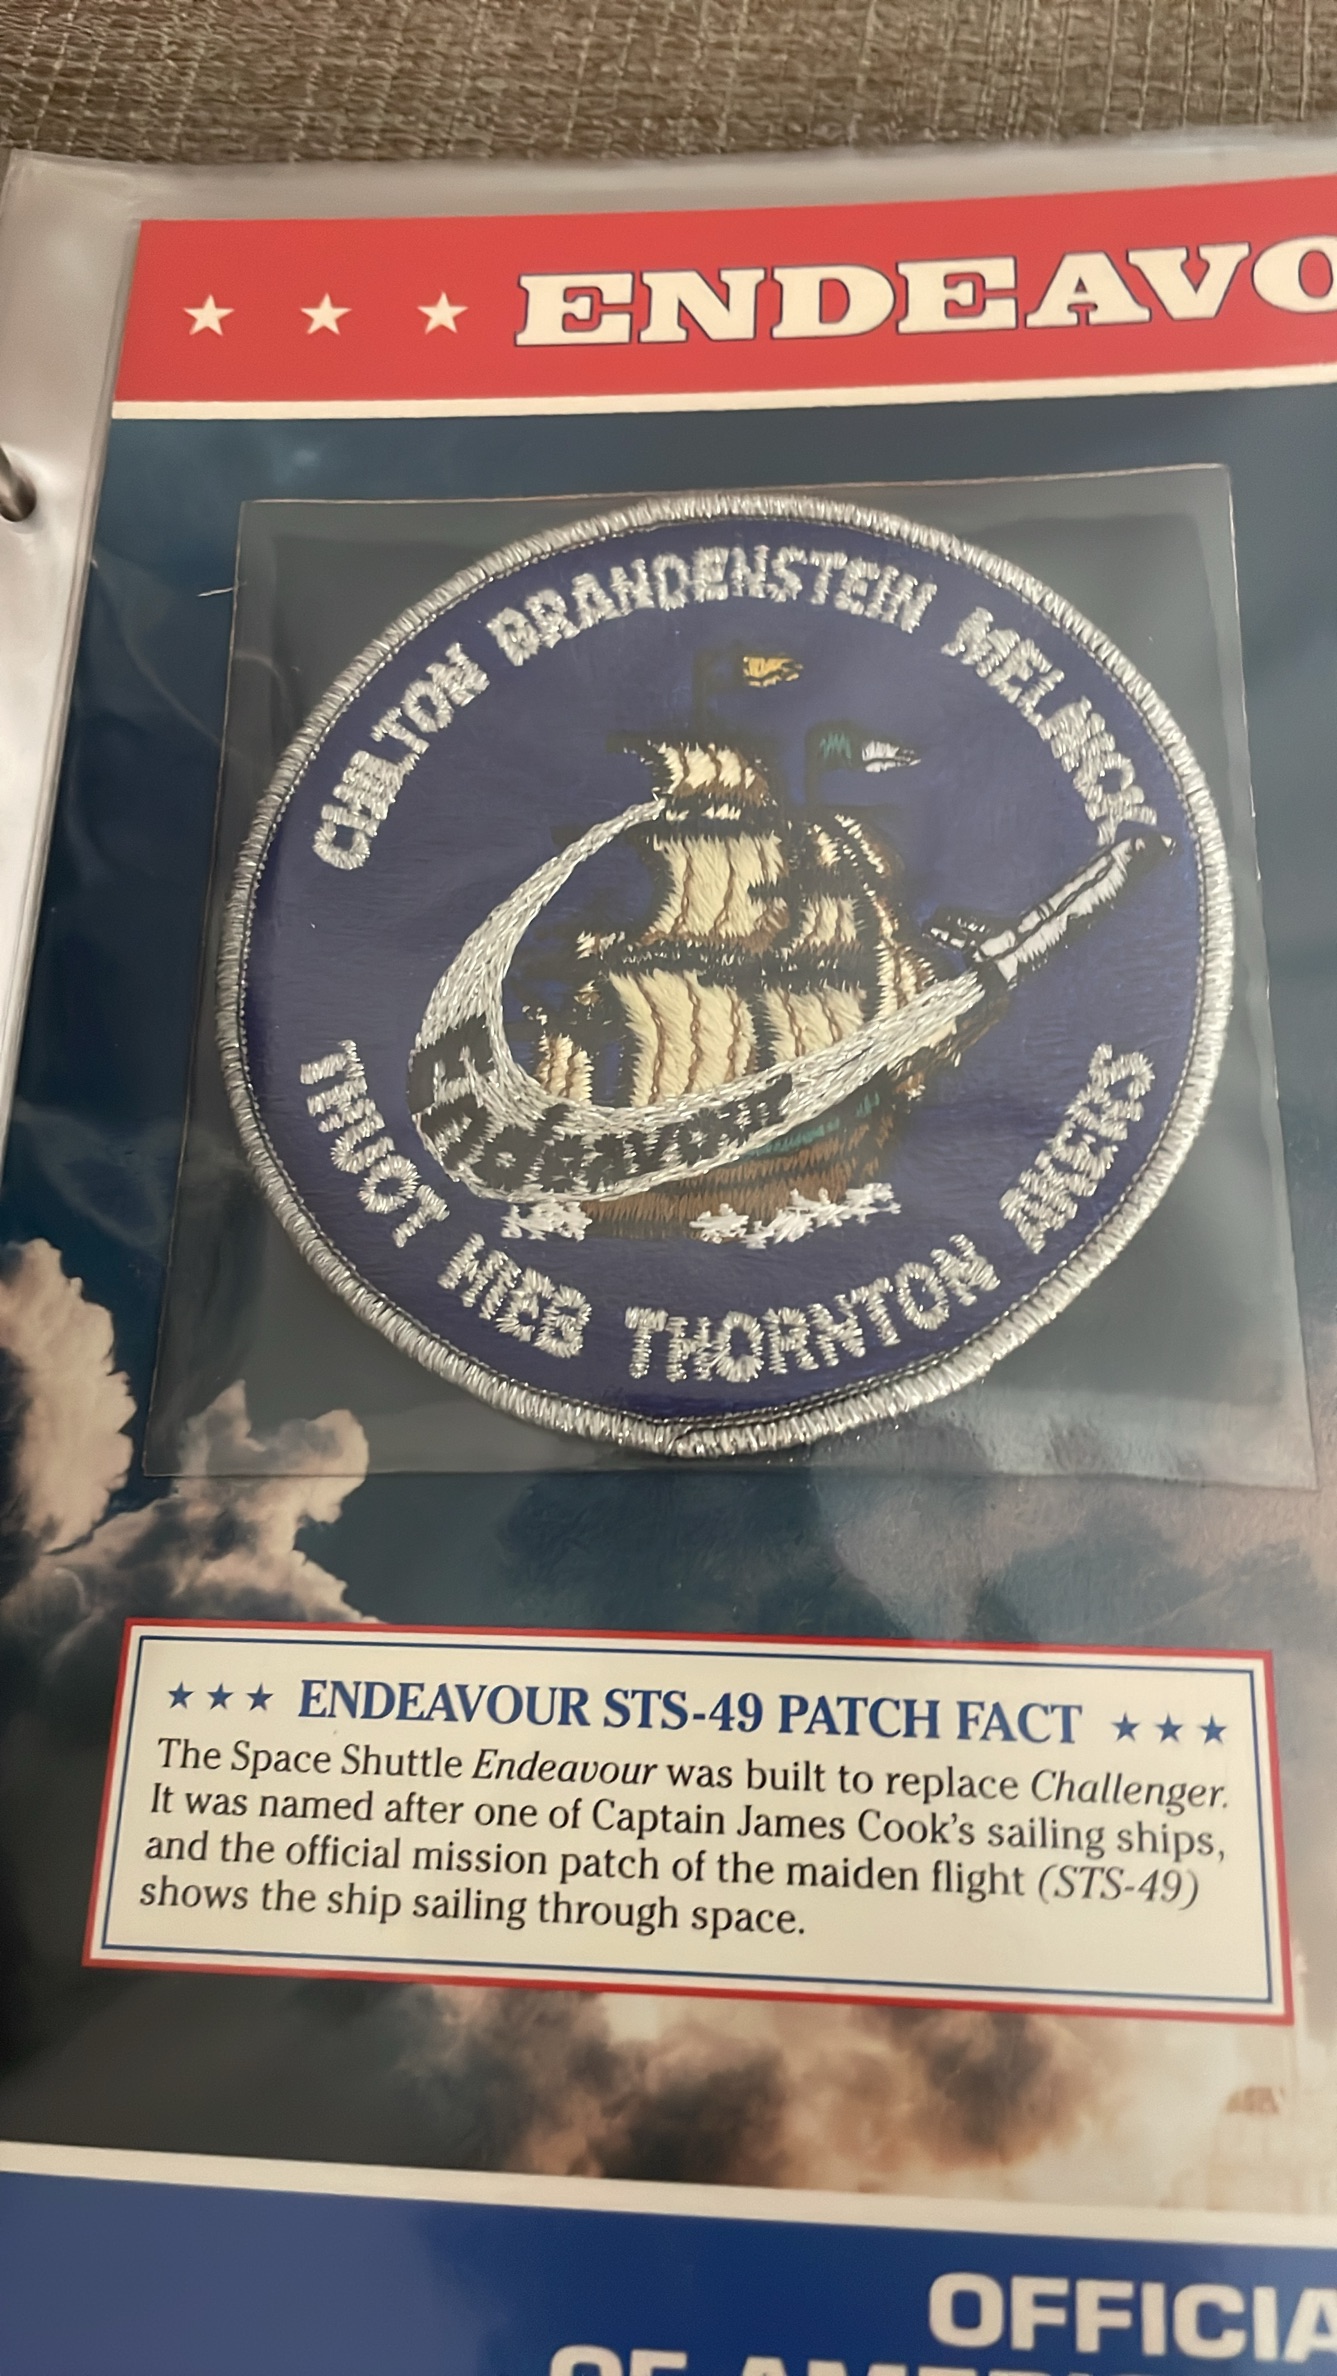 ★ ★ ★ ENDEAVO
CHILTON BRANDENSTEIN MELNICK
ENDEAVOUR
THUOT HIEB THORNTON AKERS
★ ★ ★ ENDEAVOUR STS-49 PATCH FACT ★ ★ ★
The Space Shuttle Endeavour was built to replace Challenger.
It was named after one of Captain James Cook's sailing ships,
and the official mission patch of the maiden flight (STS-49)
shows the ship sailing through space.
OFFICIA
OF AMERI